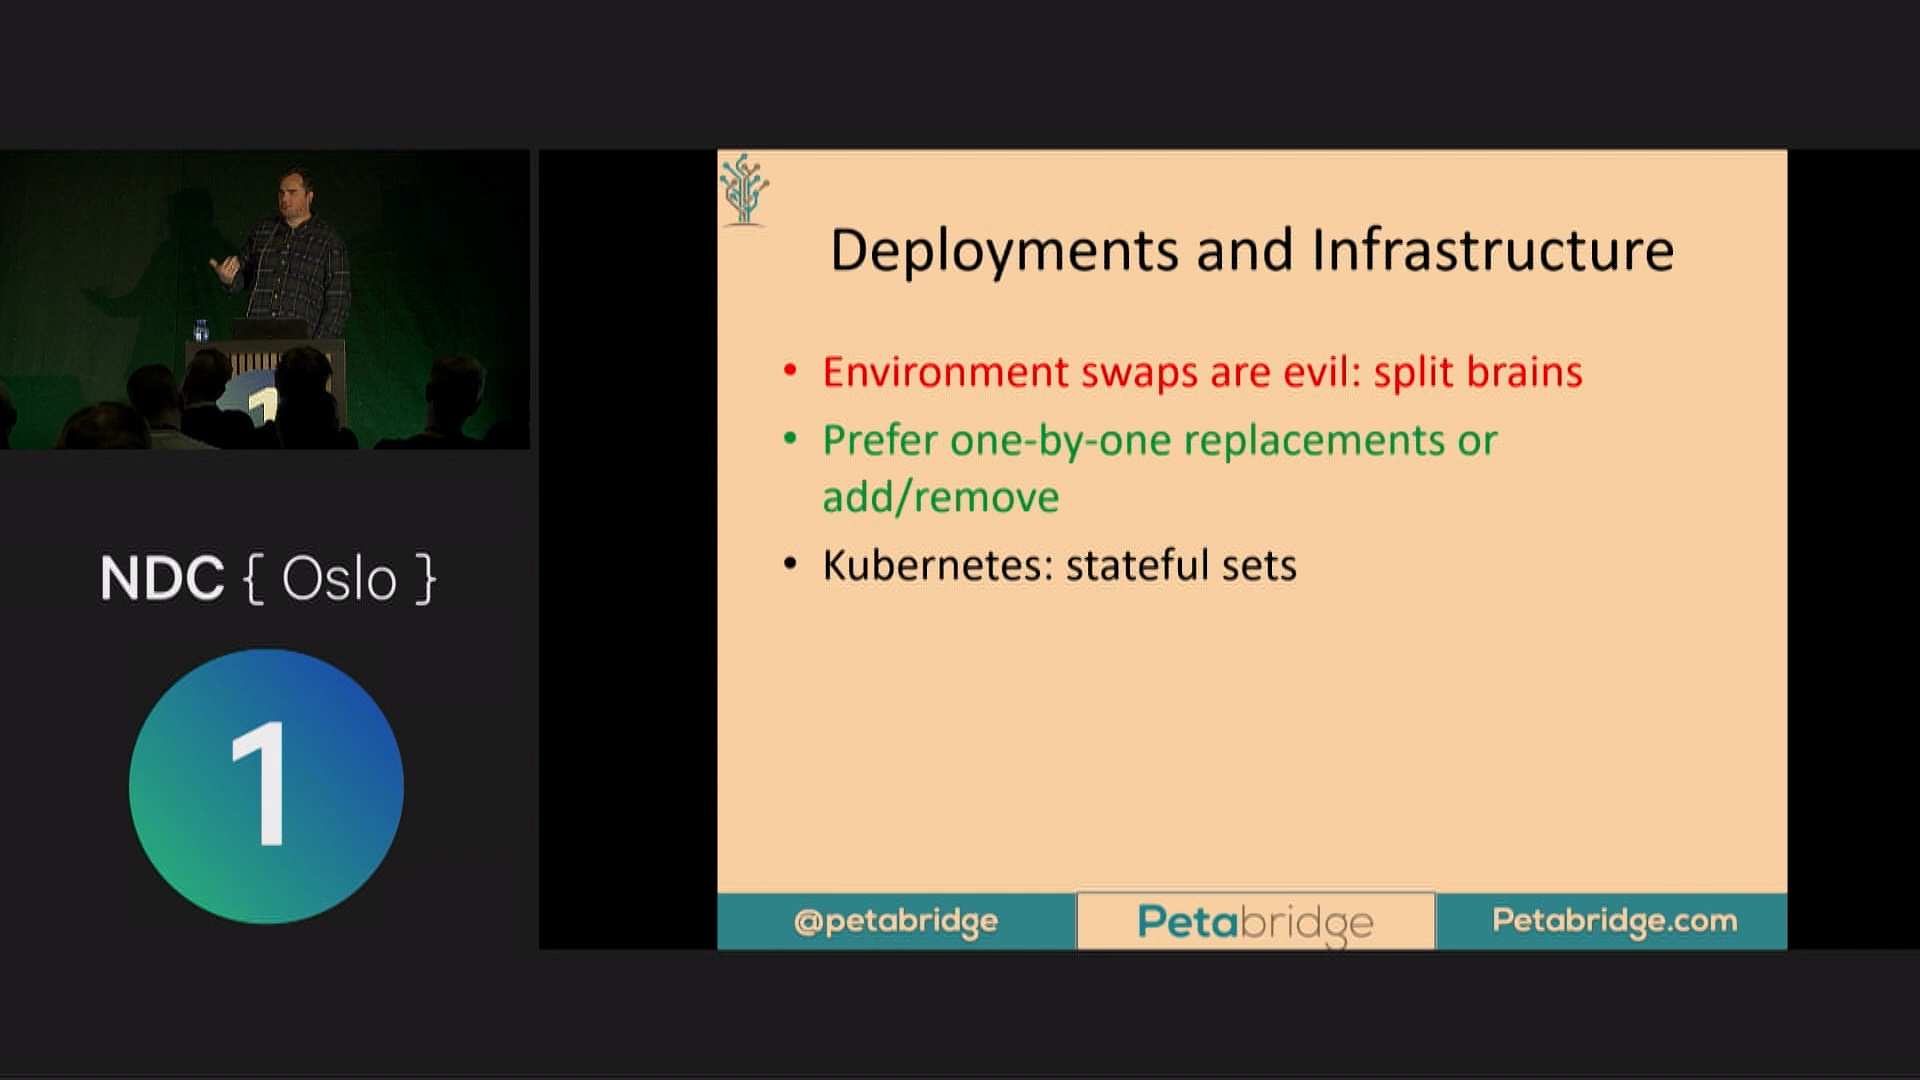 Deployments and Infrastructure
• Environment swaps are evil: split brains
• Prefer one-by-one replacements or
add/remove
• Kubernetes: stateful sets
@petabridge
Petabridge
Petabridge.com
NDC { Oslo }
1
1